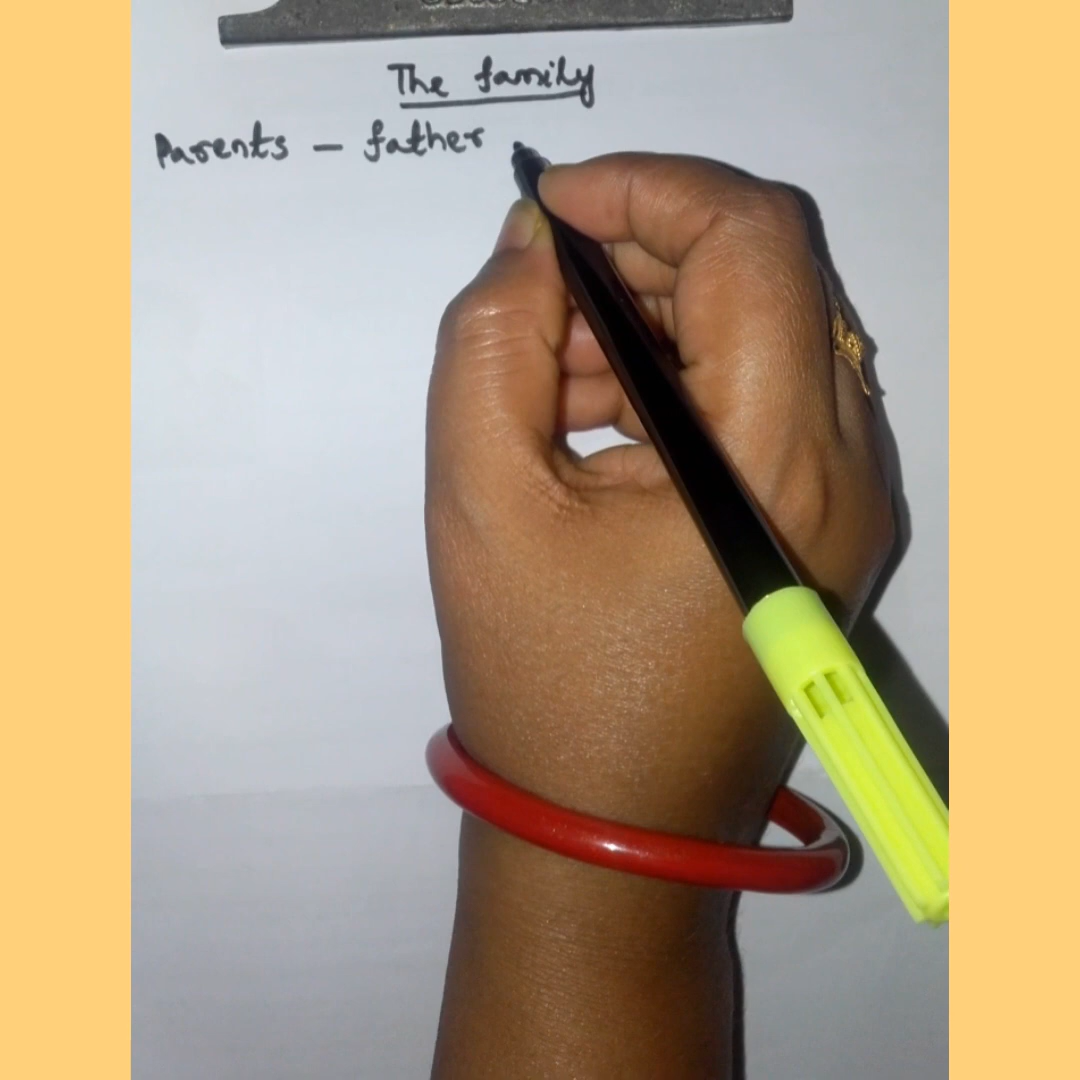 The family
Parents – father